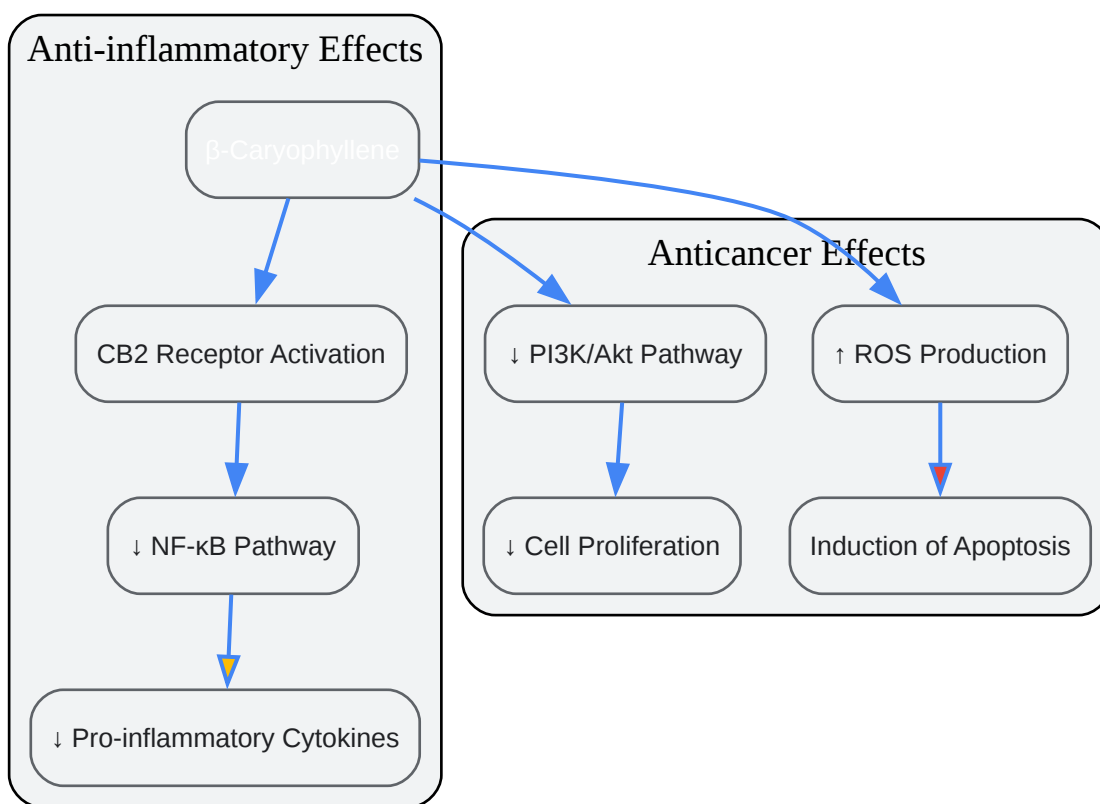 Anti-inflammatory Effects
β-Caryophyllene
CB2 Receptor Activation
↓ NF-κB Pathway
↓ Pro-inflammatory Cytokines
Anticancer Effects
↓ PI3K/Akt Pathway
↑ ROS Production
↓ Cell Proliferation
Induction of Apoptosis